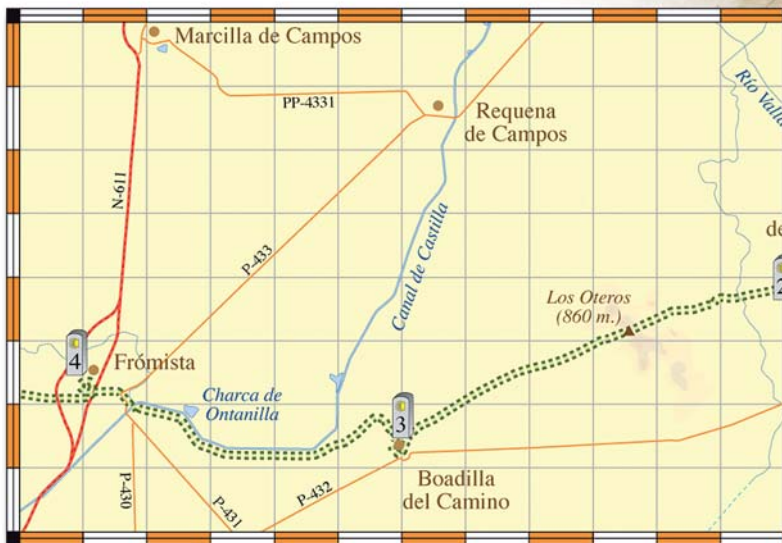 Marcilla de Campos
PP-4331
Requena
de Campos
Río Valla
N-611
P-433
Canal de Castilla
de
2
Los Oteros
(860 m.)
4
Frómista
Charca de
Ontanilla
3
Boadilla
del Camino
P-430
P-431
P-432